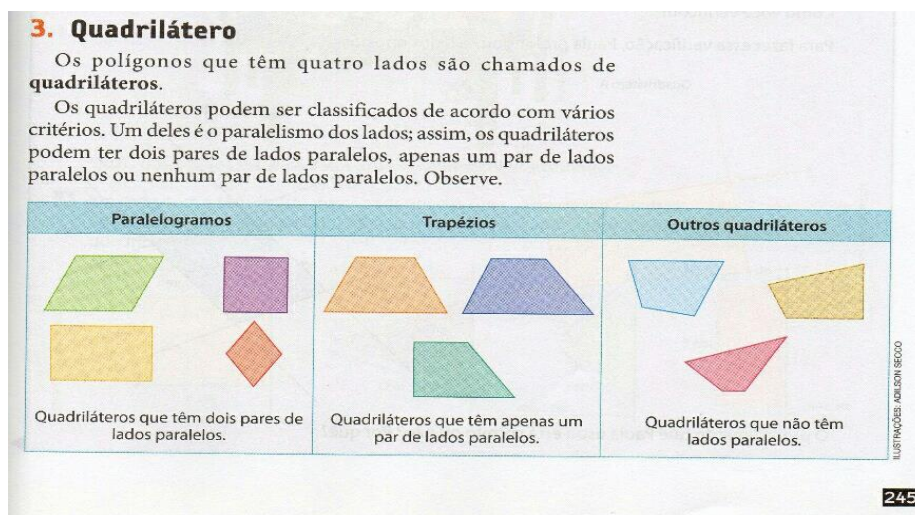 3. Quadrilátero
Os polígonos que têm quatro lados são chamados de
quadriláteros.
Os quadriláteros podem ser classificados de acordo com vários
critérios. Um deles é o paralelismo dos lados; assim, os quadriláteros
podem ter dois pares de lados paralelos, apenas um par de lados
paralelos ou nenhum par de lados paralelos. Observe.
Paralelogramos
Trapézios
Outros quadriláteros
Quadriláteros que têm dois pares de
lados paralelos.
Quadriláteros que têm apenas um
par de lados paralelos.
Quadriláteros que não têm
lados paralelos.
ILUSTRAÇÕES: ADILSON SECCO
245